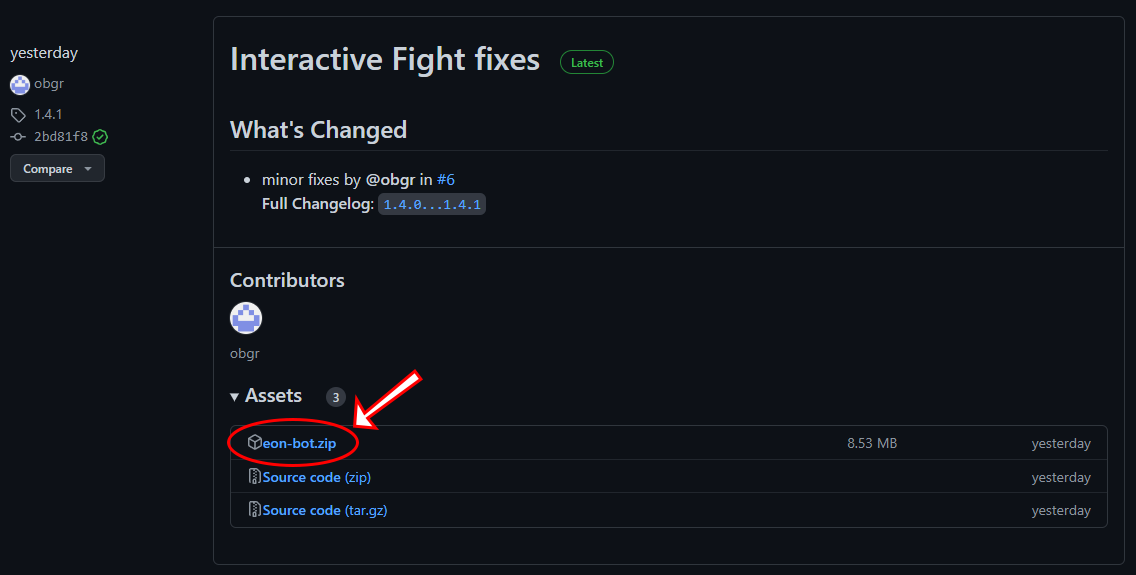 yesterday
obgr
1.4.1
2bd81f8
Compare
Interactive Fight fixes Latest
What's Changed
minor fixes by @obgr in #6
Full Changelog: 1.4.0...1.4.1
Contributors
obgr
Assets 3
eon-bot.zip 8.53 MB yesterday
Source code (zip) yesterday
Source code (tar.gz) yesterday